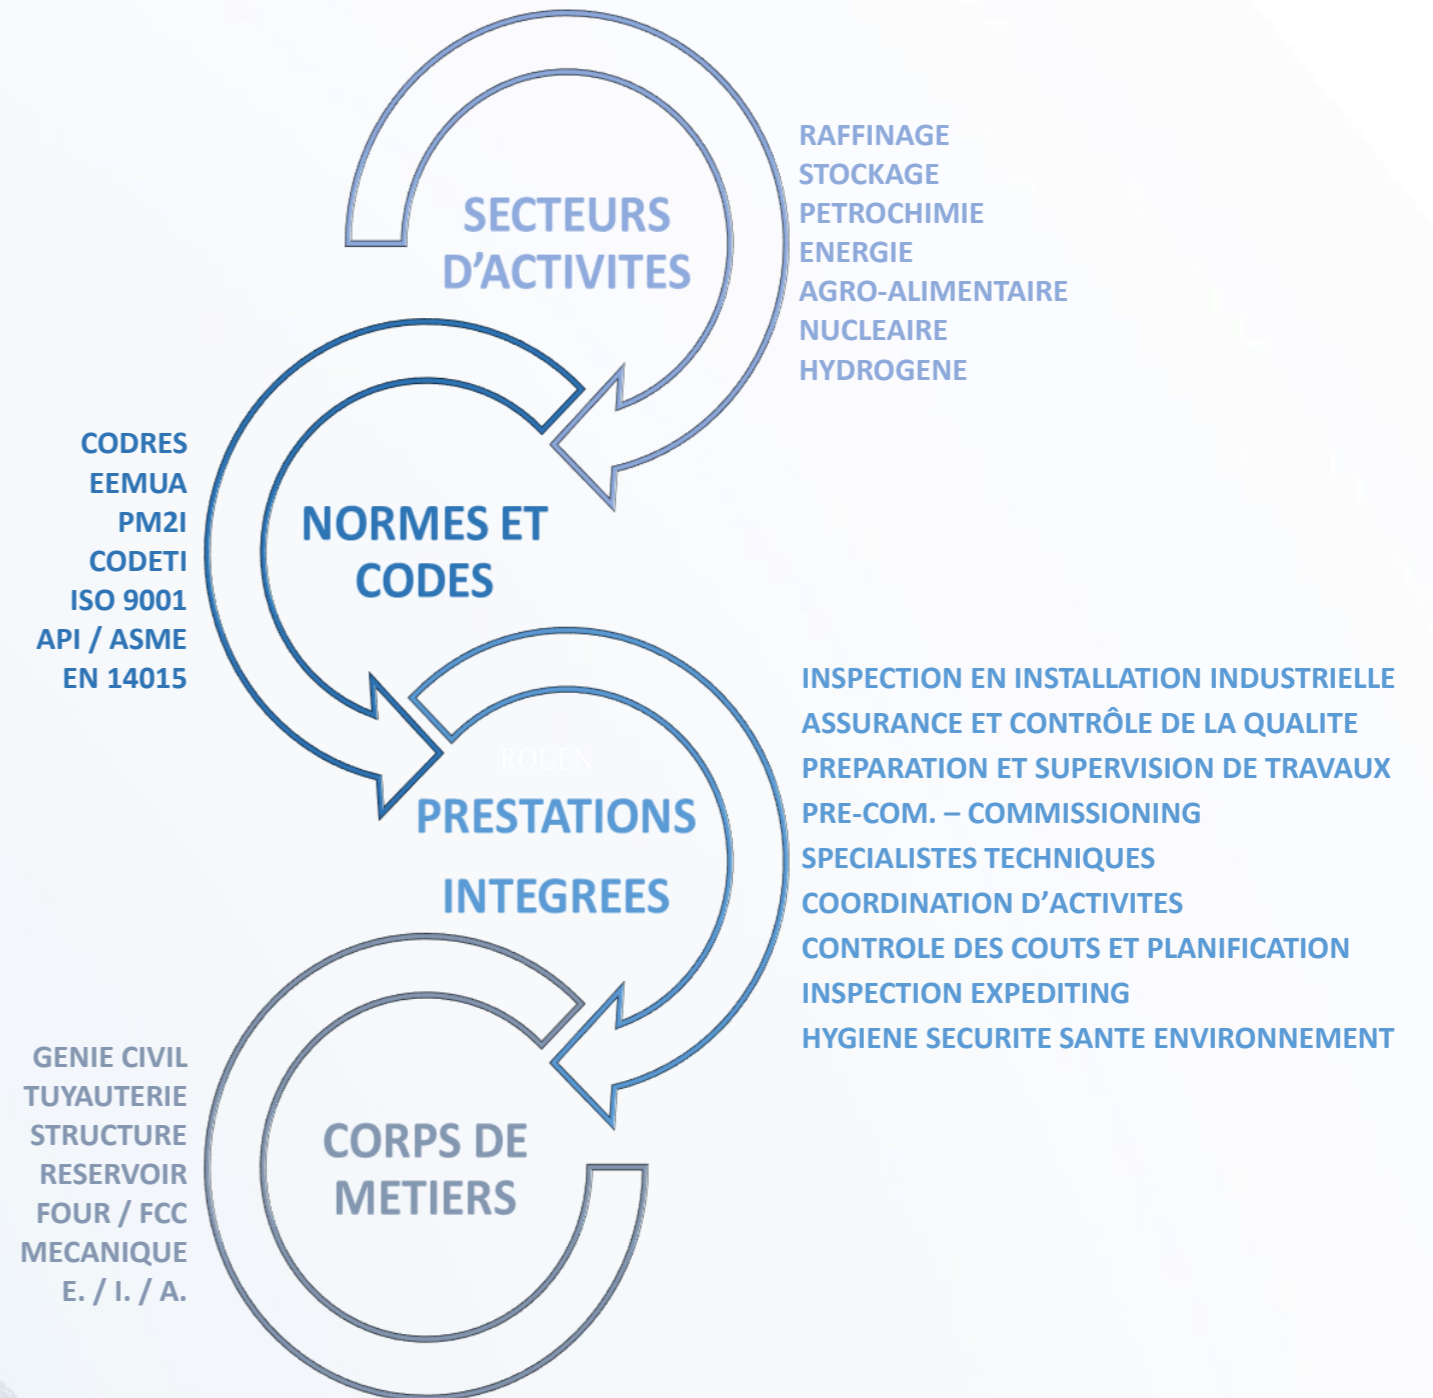 SECTEURS
D’ACTIVITES
RAFFINAGE
STOCKAGE
PETROCHIMIE
ENERGIE
AGRO-ALIMENTAIRE
NUCLEAIRE
HYDROGENE
NORMES ET
CODES
CODRES
EEMUA
PM2I
CODETI
ISO 9001
API / ASME
EN 14015
ROUEN
PRESTATIONS
INTÉGREES
INSPECTION EN INSTALLATION INDUSTRIELLE
ASSURANCE ET CONTRÔLE DE LA QUALITE
PREPARATION ET SUPERVISION DE TRAVAUX
PRE-COM. – COMMISSIONING
SPECIALISTES TECHNIQUES
COORDINATION D’ACTIVITES
CONTROLE DES COUTS ET PLANIFICATION
INSPECTION EXPEDITING
HYGIENE SECURITE SANTE ENVIRONNEMENT
CORPS DE
METIERS
GENIE CIVIL
TUYAUTERIE
STRUCTURE
RESERVOIR
FOUR / FCC
MECANIQUE
E. / I. / A.